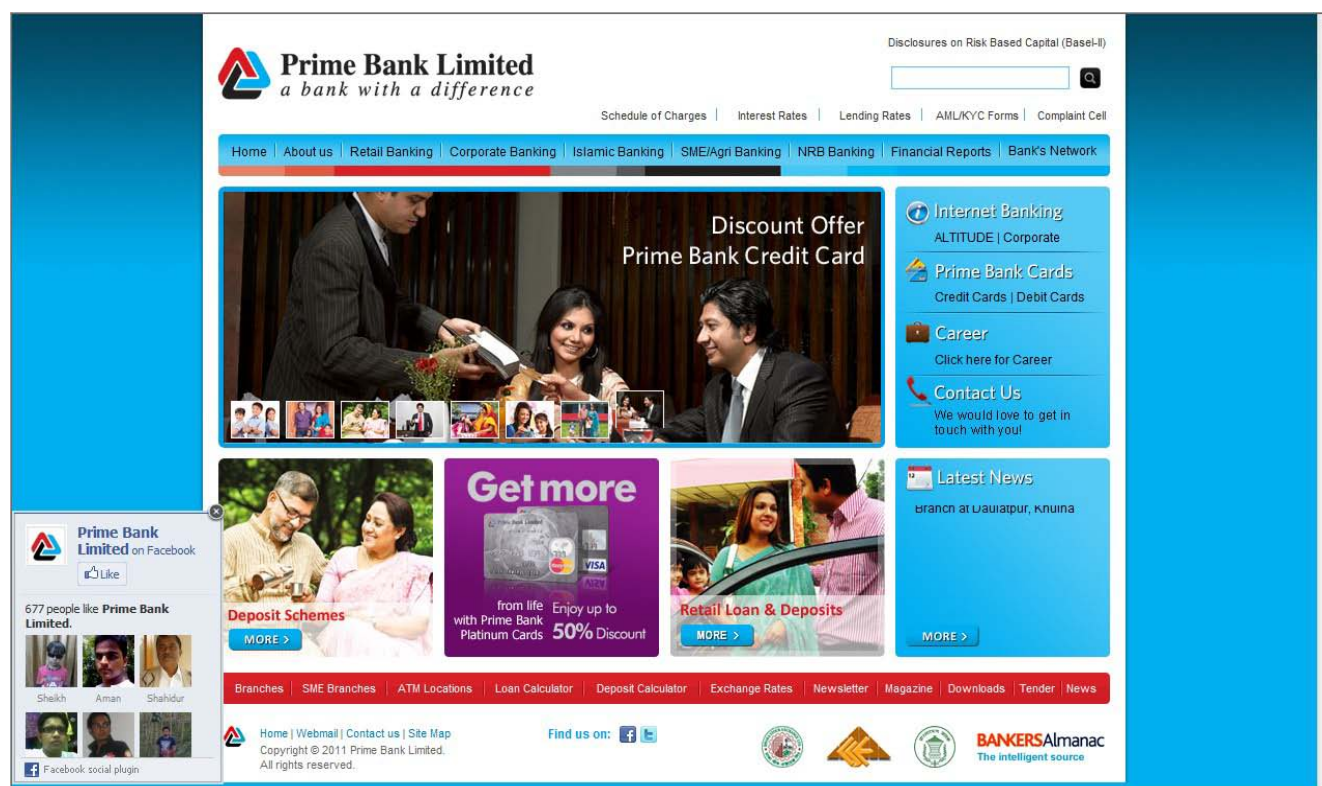 Disclosures on Risk Based Capital (Basel-II)
Prime Bank Limited
a bank with a difference
Schedule of Charges | Interest Rates | Lending Rates | AML/KYC Forms | Complaint Cell
Home | About us | Retail Banking | Corporate Banking | Islamic Banking | SME/Agri Banking | NRB Banking | Financial Reports | Bank's Network
Discount Offer
Prime Bank Credit Card
Internet Banking
ALTITUDE | Corporate
Prime Bank Cards
Credit Cards | Debit Cards
Career
Click here for Career
Contact Us
We would love to get in
touch with you!
Deposit Schemes
MORE >
Get more
Prime Bank Limited
VISA
from life
with Prime Bank
Platinum Cards
Enjoy up to
50% Discount
Retail Loan & Deposits
MORE >
12
Latest News
Branch at Daulatpur, Khulna
MORE >
Prime Bank
Limited on Facebook
Like
677 people like Prime Bank
Limited.
Sheikh Aman Shahidur
Facebook social plugin
Branches | SME Branches | ATM Locations | Loan Calculator | Deposit Calculator | Exchange Rates | Newsletter | Magazine | Downloads | Tender | News
Home | Webmail | Contact us | Site Map
Copyright © 2011 Prime Bank Limited.
All rights reserved.
Find us on:
BANKERSAlmanac
The intelligent source